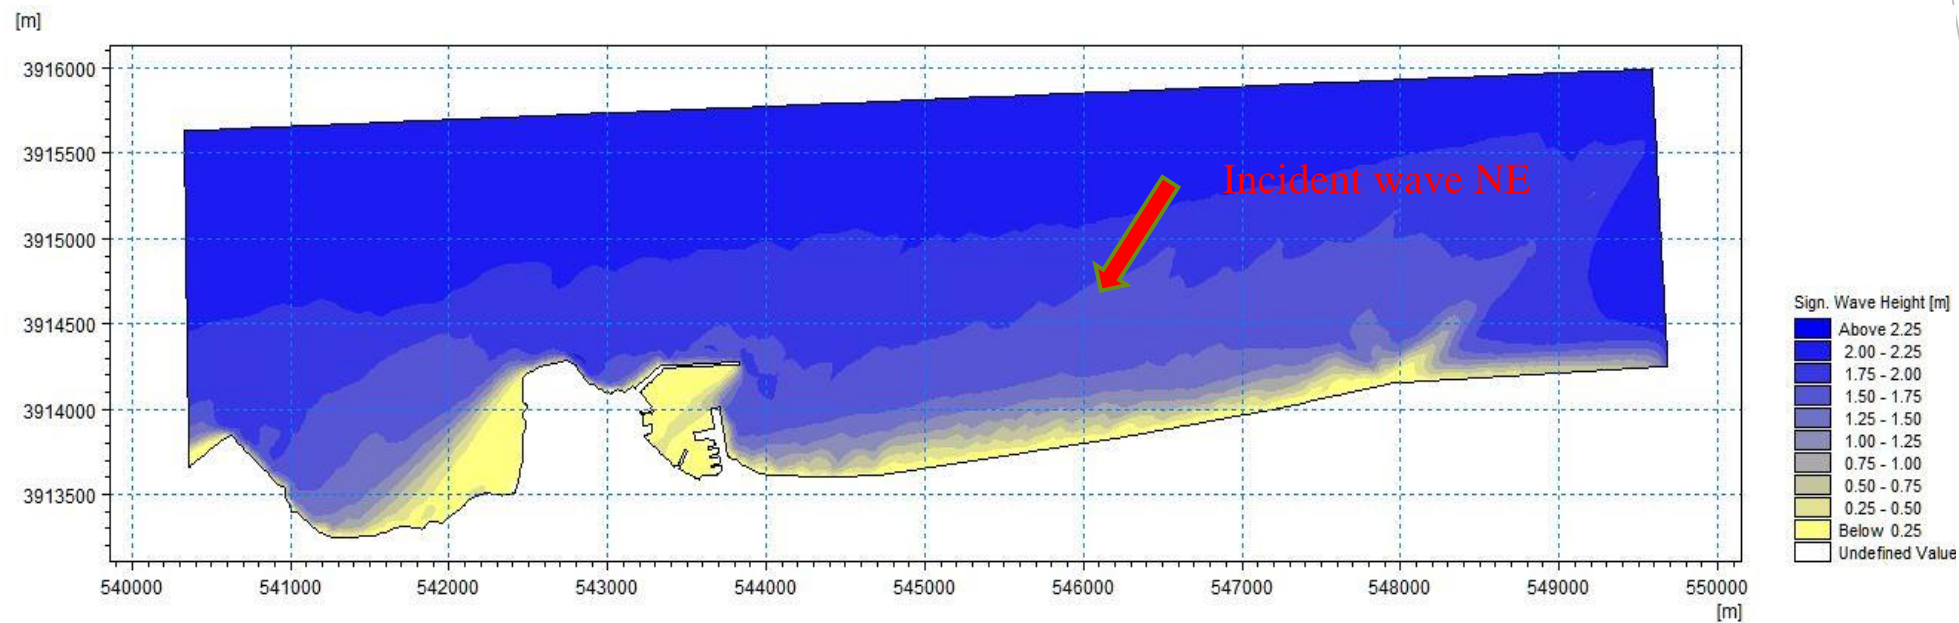 [m]
3916000
3915500
3915000
3914500
3914000
3913500
540000 541000 542000 543000 544000 545000 546000 547000 548000 549000 550000
[m]
Incident wave NE
Sign. Wave Height [m]
Above 2.25
2.00 - 2.25
1.75 - 2.00
1.50 - 1.75
1.25 - 1.50
1.00 - 1.25
0.75 - 1.00
0.50 - 0.75
0.25 - 0.50
Below 0.25
Undefined Value